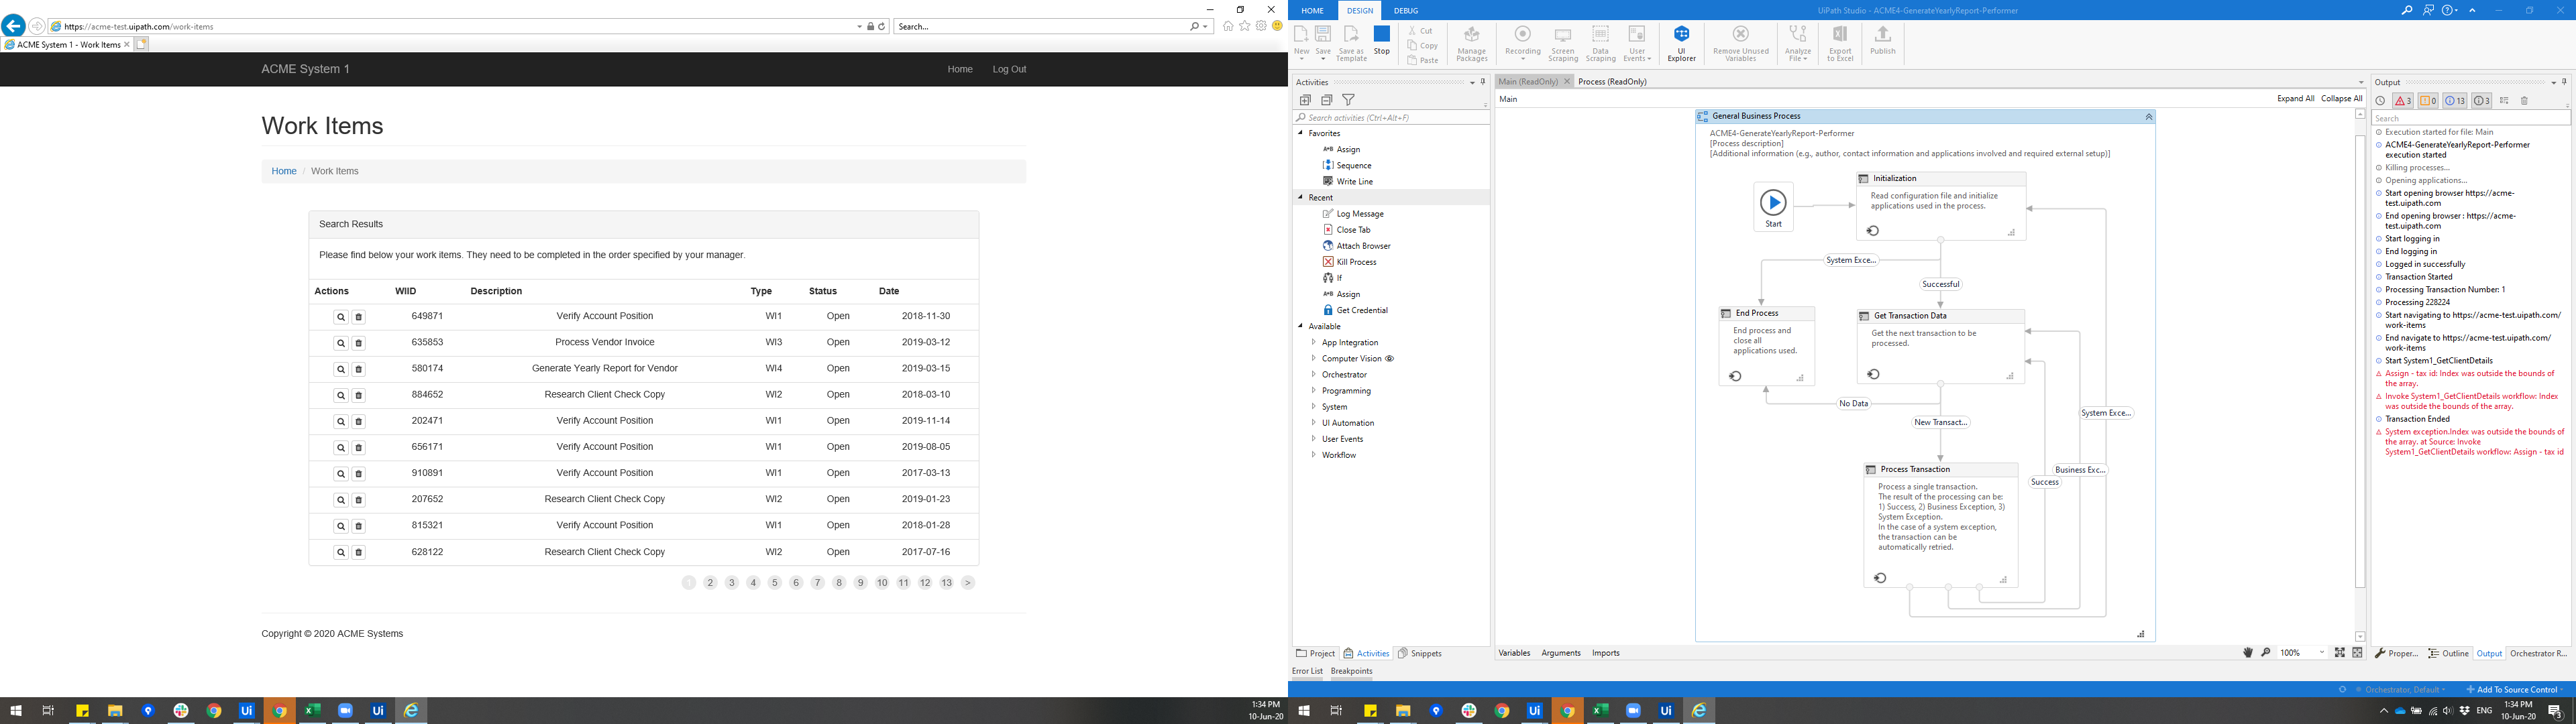 https://acme-test.uipath.com/work-items
Search...
ACME System 1 - Work Items
ACME System 1
Home
Log Out
Work Items
Home / Work Items
Search Results
Please find below your work items. They need to be completed in the order specified by your manager.
Actions WIID Description Type Status Date
649871 Verify Account Position WI1 Open 2018-11-30
635853 Process Vendor Invoice WI3 Open 2019-03-12
580174 Generate Yearly Report for Vendor WI4 Open 2019-03-15
884652 Research Client Check Copy WI2 Open 2018-03-10
202471 Verify Account Position WI1 Open 2019-11-14
656171 Verify Account Position WI1 Open 2019-08-05
910891 Verify Account Position WI1 Open 2017-03-13
207652 Research Client Check Copy WI2 Open 2019-01-23
815321 Verify Account Position WI1 Open 2018-01-28
628122 Research Client Check Copy WI2 Open 2017-07-16
1 2 3 4 5 6 7 8 9 10 11 12 13 >
Copyright © 2020 ACME Systems
1:34 PM
10-Jun-20
HOME DESIGN DEBUG
UiPath Studio - ACME4-GenerateYearlyReport-Performer
New
Save
Save as Template
Stop
Cut
Copy
Paste
Manage Packages
Recording
Screen Scraping
Data Scraping
User Events
UI Explorer
Remove Unused Variables
Analyze File
Export to Excel
Publish
Activities
Search activities (Ctrl+Alt+F)
Favorites
Assign
Sequence
Write Line
Recent
Log Message
Close Tab
Attach Browser
Kill Process
If
Assign
Get Credential
Available
App Integration
Computer Vision
Orchestrator
Programming
System
UI Automation
User Events
Workflow
Project Activities Snippets
Error List Breakpoints
Main (ReadOnly) Process (ReadOnly)
Main
Expand All Collapse All
General Business Process
ACME4-GenerateYearlyReport-Performer
[Process description]
[Additional information (e.g., author, contact information and applications involved and required external setup)]
Start
Initialization
Read configuration file and initialize
applications used in the process.
System Exce...
Successful
End Process
End process and
close all
applications used.
Get Transaction Data
Get the next transaction to be
processed.
No Data
New Transact...
System Exce...
Business Exc...
Success
Process Transaction
Process a single transaction.
The result of the processing can be:
1) Success, 2) Business Exception, 3)
System Exception.
In the case of a system exception,
the transaction can be
automatically retried.
Variables Arguments Imports
100%
Output
3 0 13 3
Search
Execution started for file: Main
ACME4-GenerateYearlyReport-Performer
execution started
Killing processes...
Opening applications...
Start opening browser https://acme-
test.uipath.com
End opening browser : https://acme-
test.uipath.com
Start logging in
End logging in
Logged in successfully
Transaction Started
Processing Transaction Number: 1
Processing 228224
Start navigating to https://acme-test.uipath.com/
work-items
End navigate to https://acme-test.uipath.com/
work-items
Start System1_GetClientDetails
Assign - tax id: Index was outside the bounds of
the array.
Invoke System1_GetClientDetails workflow: Index
was outside the bounds of the array.
Transaction Ended
System exception.Index was outside the bounds of
the array. at Source: Invoke
System1_GetClientDetails workflow: Assign - tax id
Proper... Outline Output Orchestrator R...
Orchestrator, Default
Add To Source Control
ENG
1:34 PM
10-Jun-20